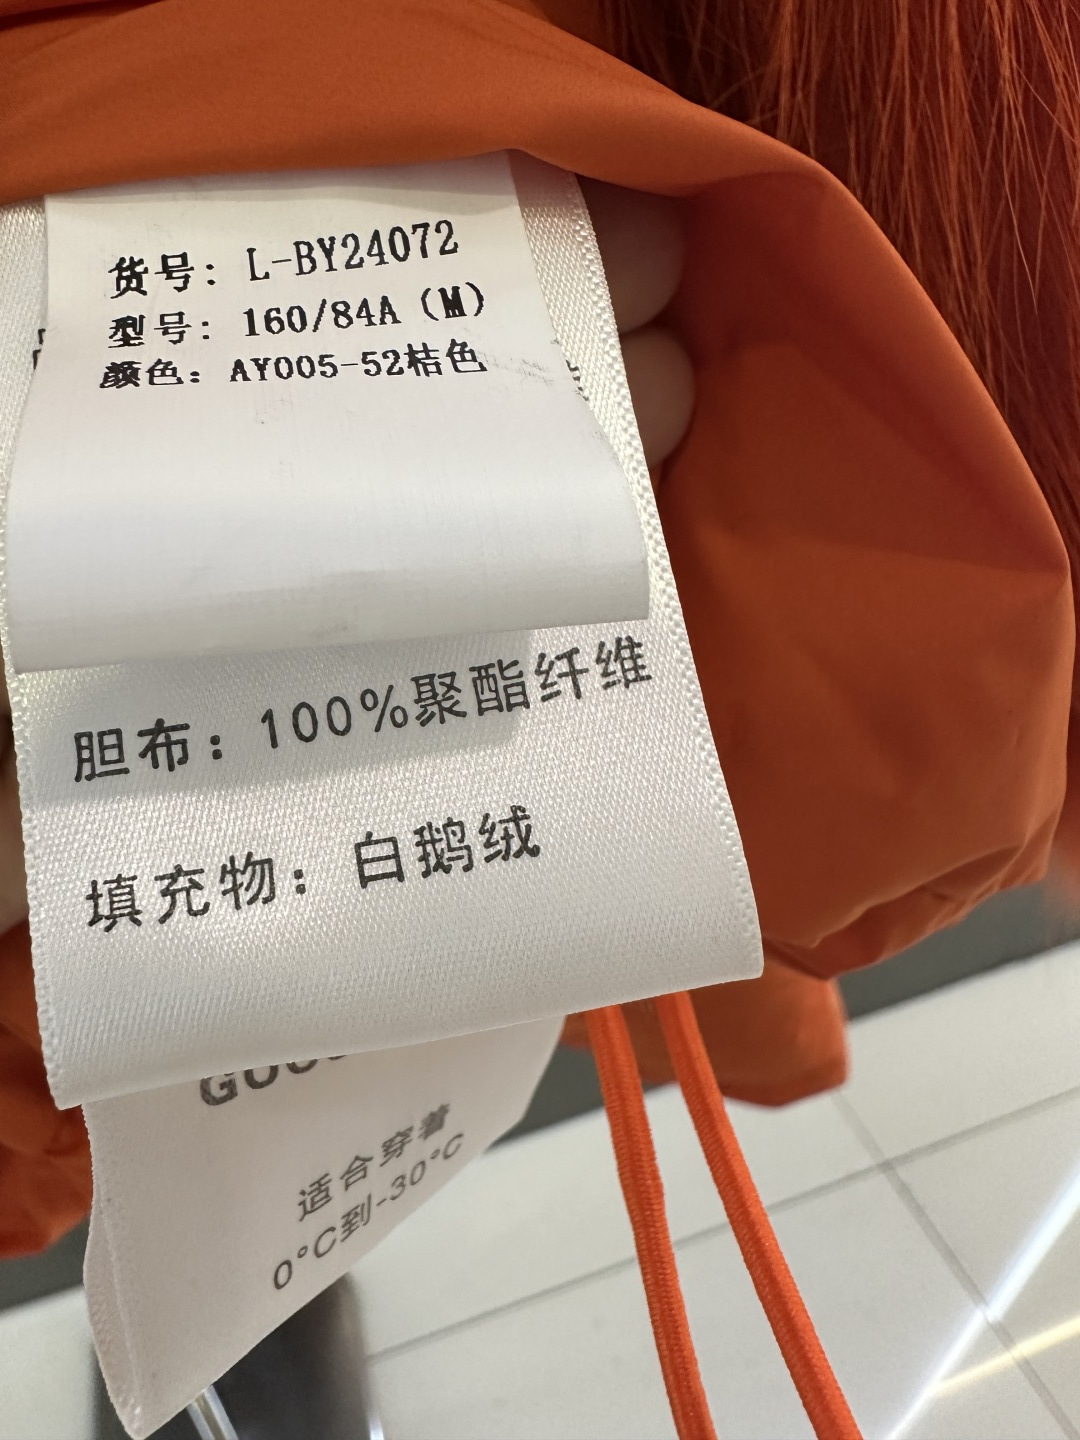 货号: L-BY24072
型号: 160/84A (M)
颜色: AY005-52桔色
胆布: 100%聚酯纤维
填充物: 白鹅绒
适合穿着
0°C到-30°C